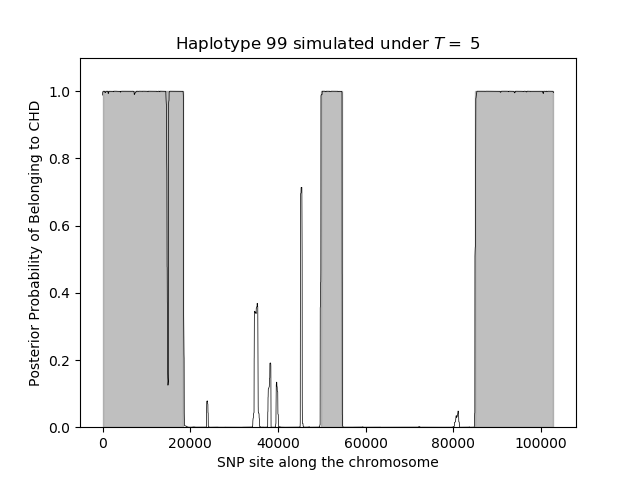 Haplotype 99 simulated under T = 5
Posterior Probability of Belonging to CHD
1.0
0.8
0.6
0.4
0.2
0.0
0 20000 40000 60000 80000 100000
SNP site along the chromosome